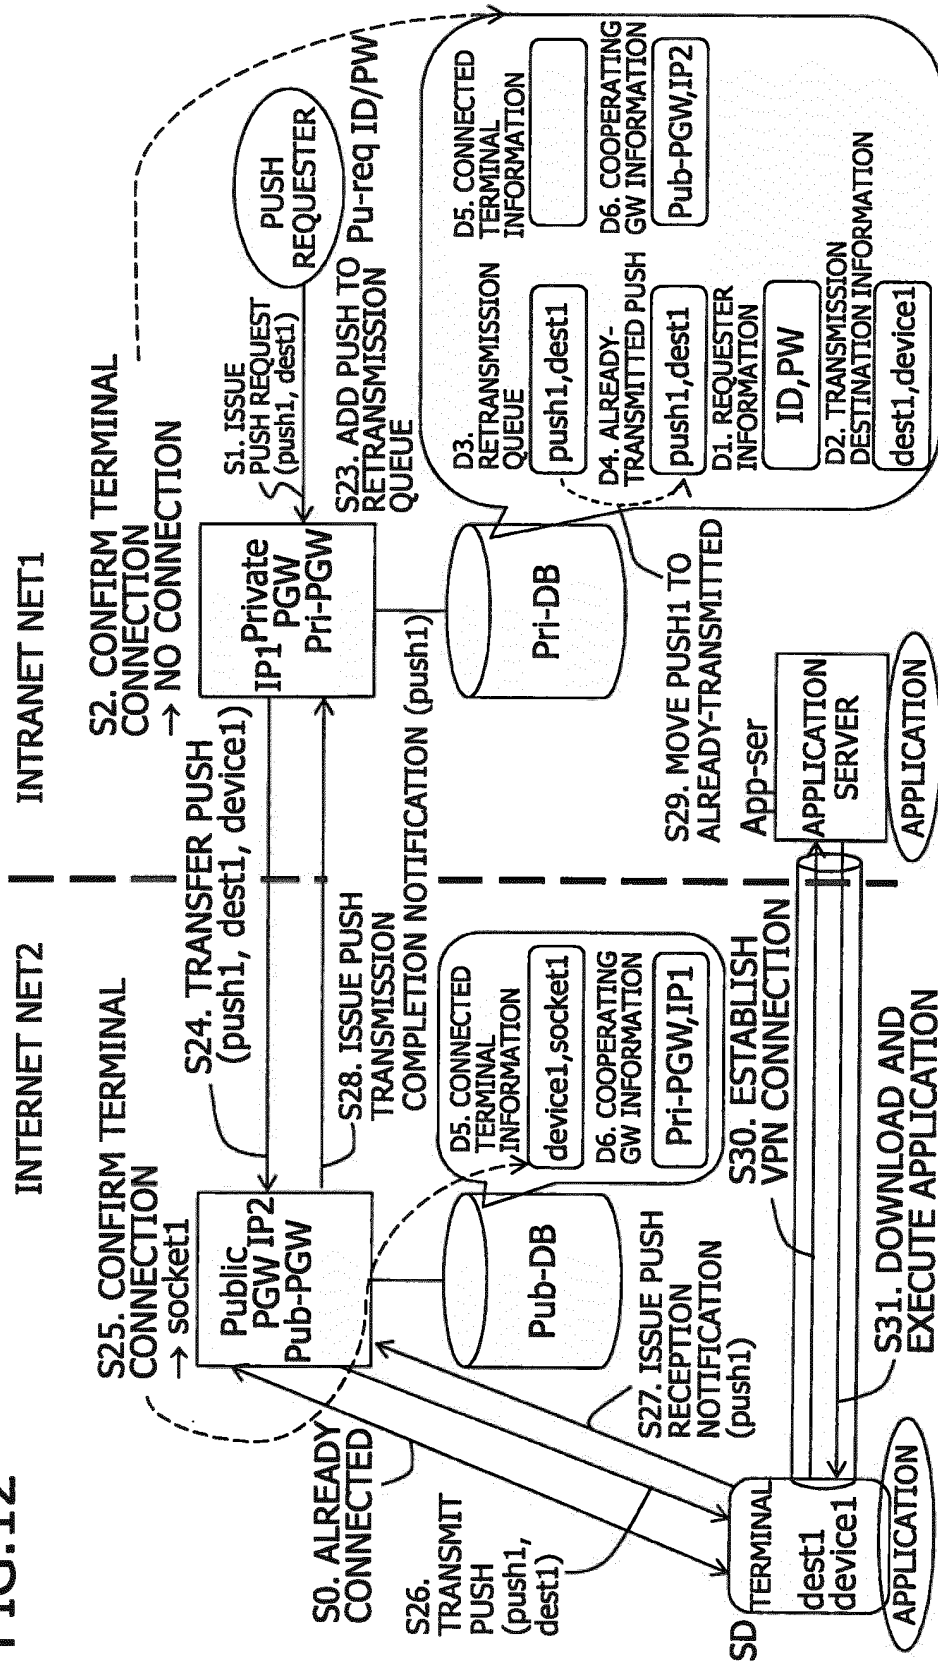 FIG.12
INTERNET NET2
INTRANET NET1
S25. CONFIRM TERMINAL
CONNECTION
→ socket1
S2. CONFIRM TERMINAL
CONNECTION
→ NO CONNECTION
Public
PGW IP2
Pub-PGW
S24. TRANSFER PUSH
(push1, dest1, device1)
S28. ISSUE PUSH
TRANSMISSION
COMPLETION NOTIFICATION (push1)
IP1 Private
PGW
Pri-PGW
S1. ISSUE
PUSH REQUEST
(push1, dest1)
PUSH
REQUESTER
Pu-req ID/PW
S23. ADD PUSH TO
RETRANSMISSION
QUEUE
S0. ALREADY
CONNECTED
S26.
TRANSMIT
PUSH
(push1,
dest1)
S27. ISSUE PUSH
RECEPTION
NOTIFICATION
(push1)
Pub-DB
D5. CONNECTED
TERMINAL
INFORMATION
device1,socket1
D6. COOPERATING
GW INFORMATION
Pri-PGW,IP1
Pri-DB
D3.
RETRANSMISSION
QUEUE
push1,dest1
D4. ALREADY-
TRANSMITTED PUSH
push1,dest1
D1. REQUESTER
INFORMATION
ID,PW
D2. TRANSMISSION
DESTINATION INFORMATION
dest1,device1
D5. CONNECTED
TERMINAL
INFORMATION
D6. COOPERATING
GW INFORMATION
Pub-PGW,IP2
S29. MOVE PUSH1 TO
ALREADY-TRANSMITTED
SD
TERMINAL
dest1
device1
APPLICATION
S30. ESTABLISH
VPN CONNECTION
S31. DOWNLOAD AND
EXECUTE APPLICATION
App-ser
APPLICATION
SERVER
APPLICATION